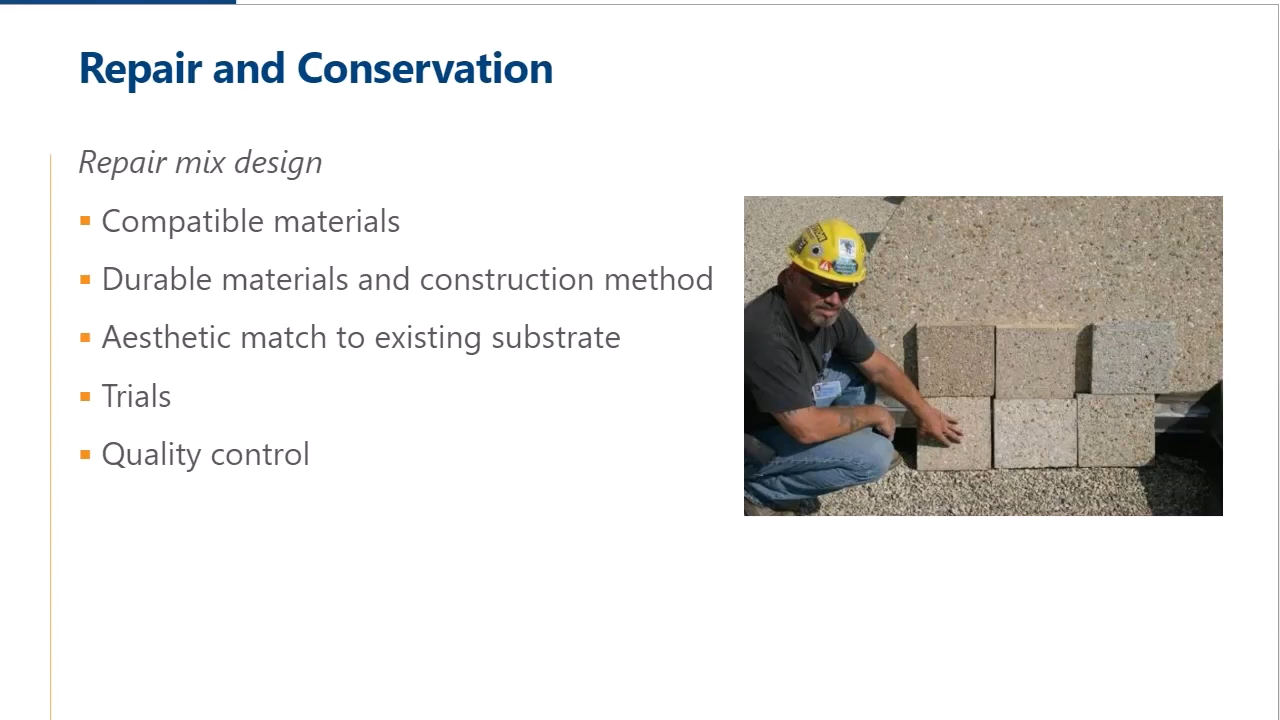 Repair and Conservation
Repair mix design
Compatible materials
Durable materials and construction method
Aesthetic match to existing substrate
Trials
Quality control